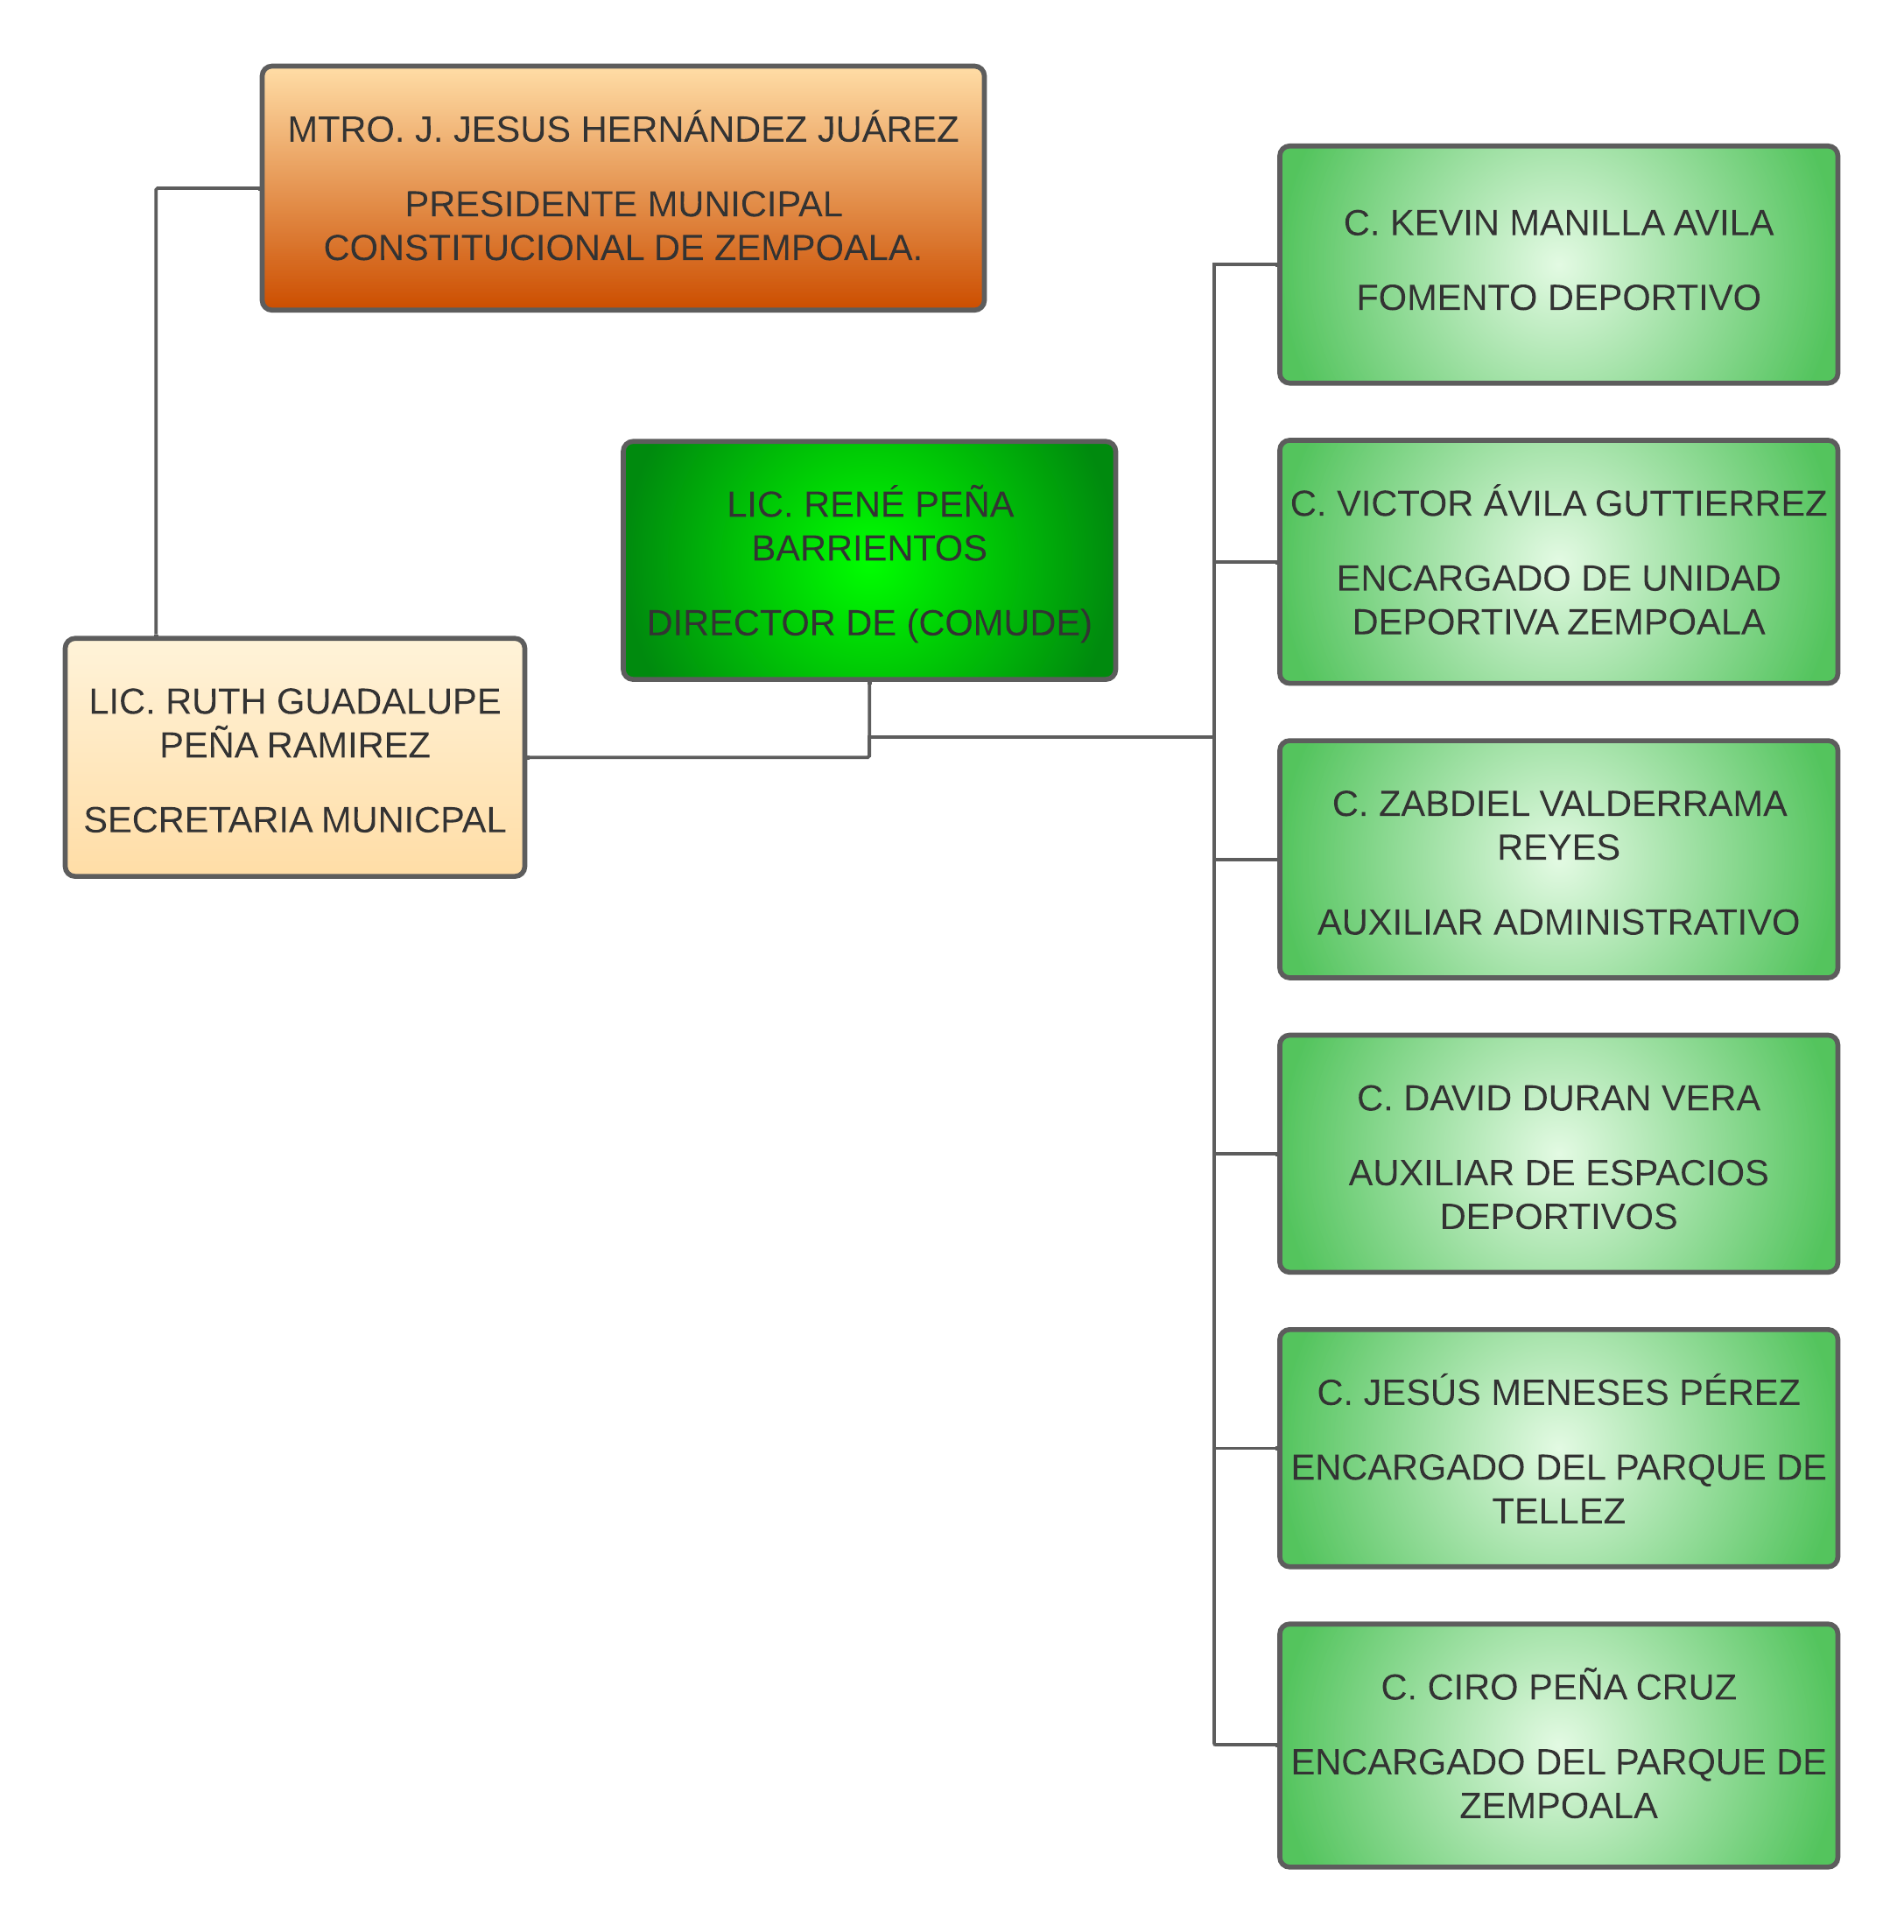 MTRO. J. JESUS HERNÁNDEZ JUÁREZ
PRESIDENTE MUNICIPAL
CONSTITUCIONAL DE ZEMPOALA.
LIC. RUTH GUADALUPE
PEÑA RAMIREZ
SECRETARIA MUNICPAL
LIC. RENÉ PEÑA
BARRIENTOS
DIRECTOR DE (COMUDE)
C. KEVIN MANILLA AVILA
FOMENTO DEPORTIVO
C. VICTOR ÁVILA GUTTIERREZ
ENCARGADO DE UNIDAD
DEPORTIVA ZEMPOALA
C. ZABDIEL VALDERRAMA
REYES
AUXILIAR ADMINISTRATIVO
C. DAVID DURAN VERA
AUXILIAR DE ESPACIOS
DEPORTIVOS
C. JESÚS MENESES PÉREZ
ENCARGADO DEL PARQUE DE
TELLEZ
C. CIRO PEÑA CRUZ
ENCARGADO DEL PARQUE DE
ZEMPOALA